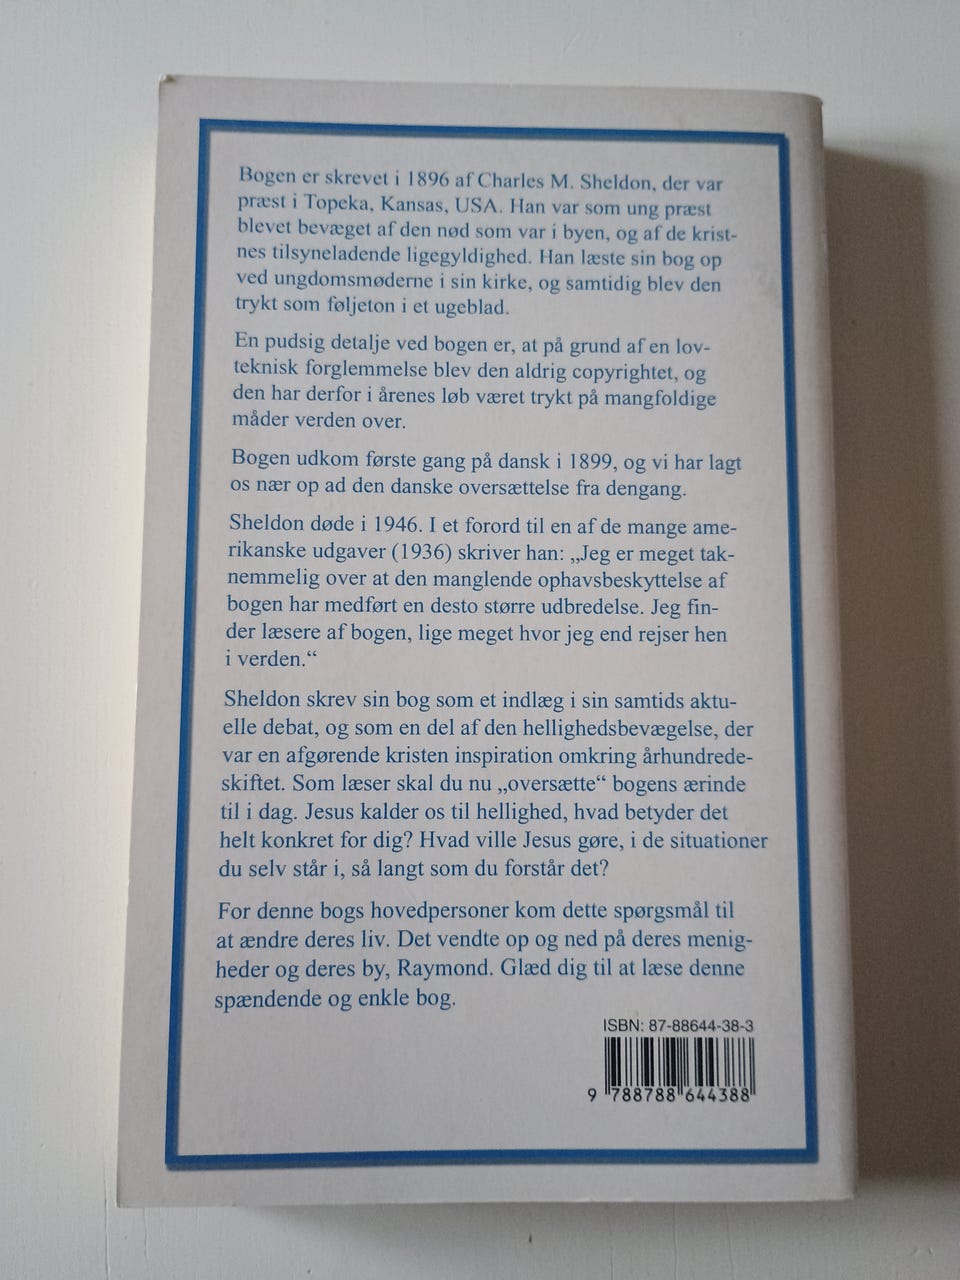 Bogen er skrevet i 1896 af Charles M. Sheldon, der var
præst i Topeka, Kansas, USA. Han var som ung præst
blevet bevæget af den nød som var i byen, og af de krist-
nes tilsyneladende ligegyldighed. Han læste sin bog op
ved ungdomsmøderne i sin kirke, og samtidig blev den
trykt som føljeton i et ugeblad.
En pudsig detalje ved bogen er, at på grund af en lov-
teknisk forglemmelse blev den aldrig copyrightet, og
den har derfor i årenes løb været trykt på mangfoldige
måder verden over.
Bogen udkom første gang på dansk i 1899, og vi har lagt
os nær op ad den danske oversættelse fra dengang.
Sheldon døde i 1946. I et forord til en af de mange ame-
rikanske udgaver (1936) skriver han: „Jeg er meget tak-
nemmelig over at den manglende ophavsbeskyttelse af
bogen har medført en desto større udbredelse. Jeg fin-
der læsere af bogen, lige meget hvor jeg end rejser hen
i verden.“
Sheldon skrev sin bog som et indlæg i sin samtids aktu-
elle debat, og som en del af den hellighedsbevægelse, der
var en afgørende kristen inspiration omkring århundrede-
skiftet. Som læser skal du nu „oversætte“ bogens ærinde
til i dag. Jesus kalder os til hellighed, hvad betyder det
helt konkret for dig? Hvad ville Jesus gøre, i de situationer
du selv står i, så langt som du forstår det?
For denne bogs hovedpersoner kom dette spørgsmål til
at ændre deres liv. Det vendte op og ned på deres menig-
heder og deres by, Raymond. Glæd dig til at læse denne
spændende og enkle bog.
ISBN: 87-88644-38-3
9 788788 644388